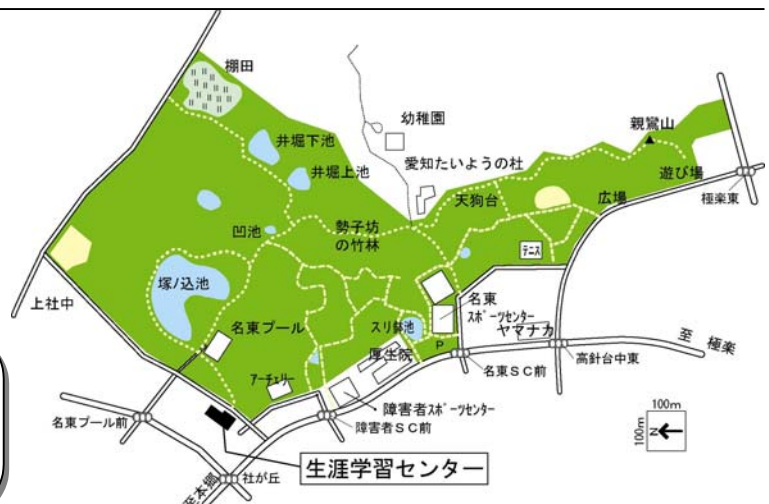 棚田
幼稚園
親鸞山
井堀下池
井堀上池
愛知たいようの杜
遊び場
天狗台
広場
極楽東
凹池
勢子坊
の竹林
テニス
塚ノ込池
上社中
名東プール
スリ鉢池
名東
スポーツセンター
ヤマナカ
至 極楽
厚生院
P
高針台中東
名東SC前
アーチェリー
100m
100m
N
障害者スポーツセンター
名東プール前
障害者SC前
生涯学習センター
社が丘
至本郷